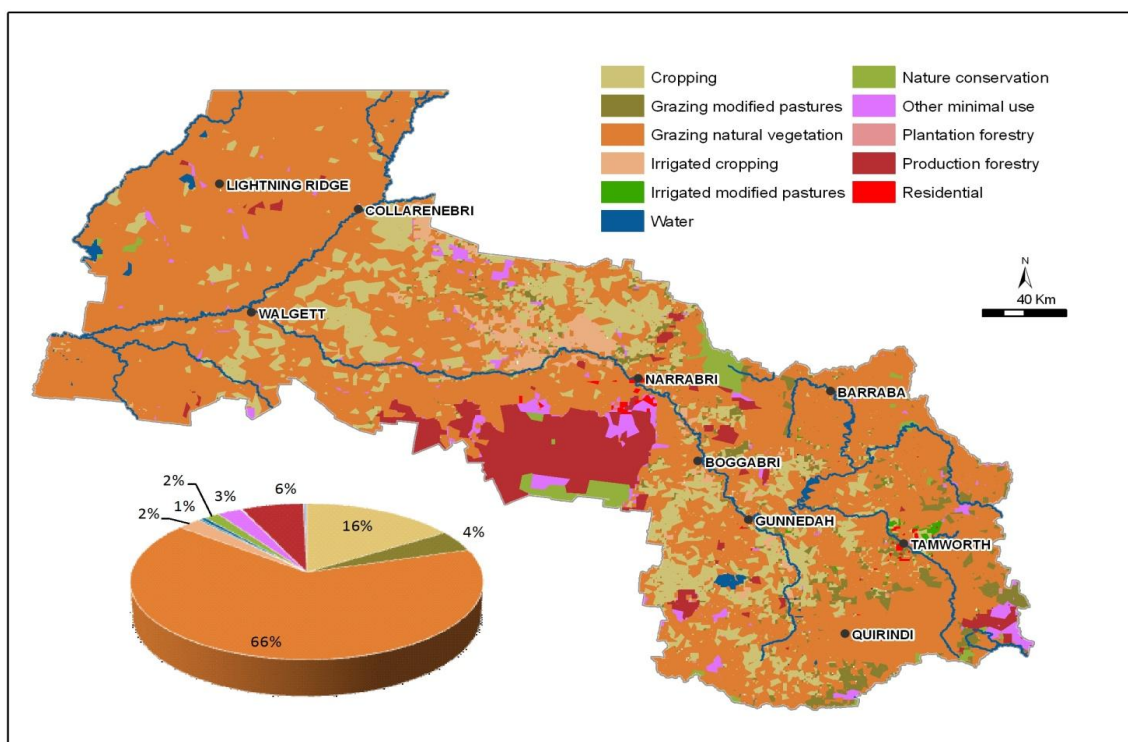 Cropping
Grazing modified pastures
Grazing natural vegetation
Irrigated cropping
Irrigated modified pastures
Water
Nature conservation
Other minimal use
Plantation forestry
Production forestry
Residential
N
40 Km
LIGHTNING RIDGE
COLLARENEBRI
WALGETT
NARRABRI
BARRABA
BOGGABRI
GUNNEDAH
TAMWORTH
QUIRINDI
2%
1%
2%
3%
6%
16%
4%
66%